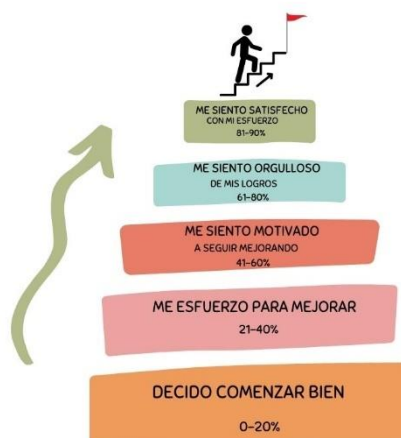 ME SIENTO SATISFECHO
CON MI ESFUERZO
81-90%
ME SIENTO ORGULLOSO
DE MIS LOGROS
61-80%
ME SIENTO MOTIVADO
A SEGUIR MEJORANDO
41-60%
ME ESFUERZO PARA MEJORAR
21-40%
DECIDO COMENZAR BIEN
0-20%